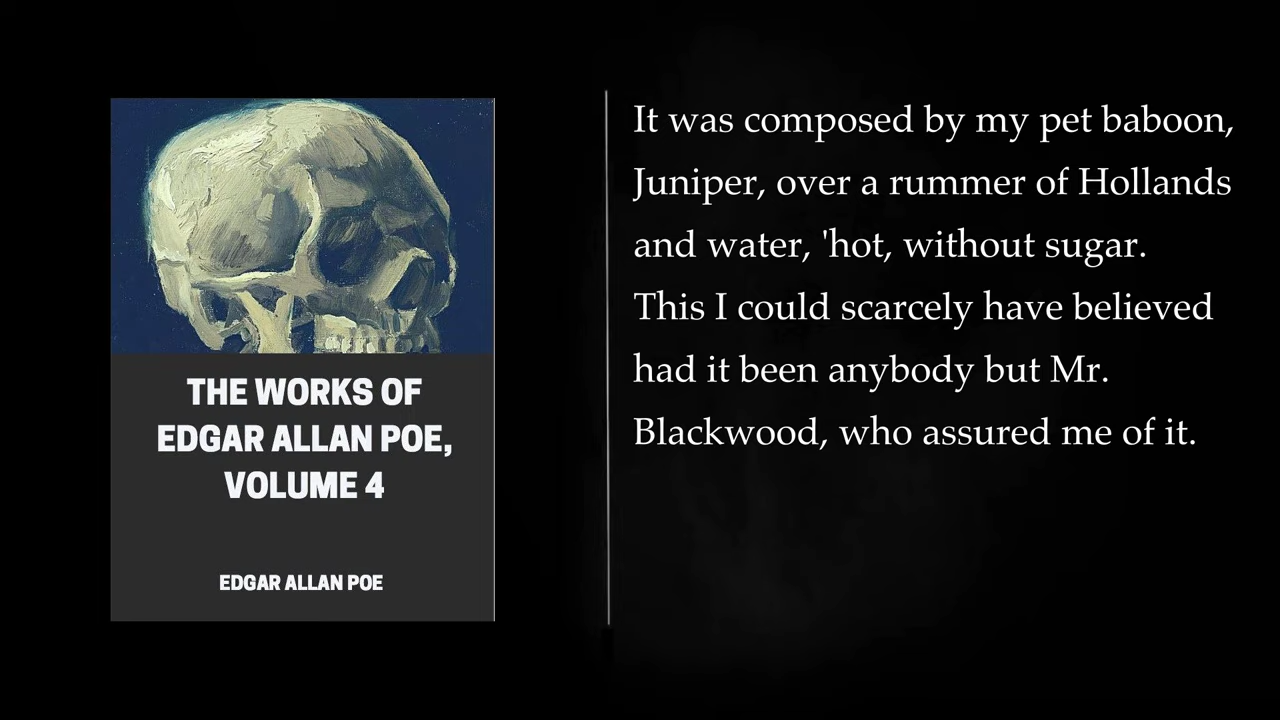 THE WORKS OF
EDGAR ALLAN POE,
VOLUME 4
EDGAR ALLAN POE
It was composed by my pet baboon,
Juniper, over a rummer of Hollands
and water, 'hot, without sugar.
This I could scarcely have believed
had it been anybody but Mr.
Blackwood, who assured me of it.